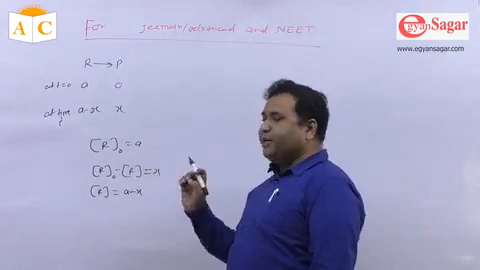 A C
egyanSagar
www.egyansagar.com
For jeemain/advanced and NEET
R → P
at t=0 a 0
at time t a-x x
[R]₀ = a
[R]₀-[R] = x
[R] = a-x